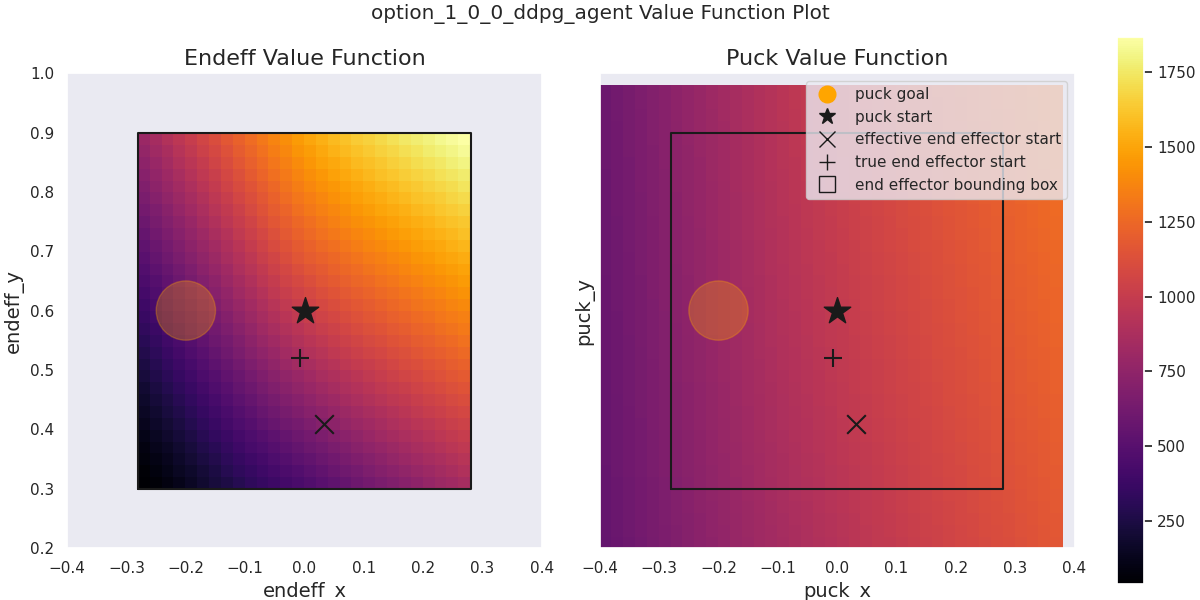 option_1_0_0_ddpg_agent Value Function Plot
Endeff Value Function
1.0
0.9
0.8
0.7
0.6
0.5
0.4
0.3
0.2
endeff_y
−0.4 −0.3 −0.2 −0.1 0.0 0.1 0.2 0.3 0.4
endeff_x
Puck Value Function
puck goal
puck start
effective end effector start
true end effector start
end effector bounding box
puck_y
−0.4 −0.3 −0.2 −0.1 0.0 0.1 0.2 0.3 0.4
puck_x
1750
1500
1250
1000
750
500
250